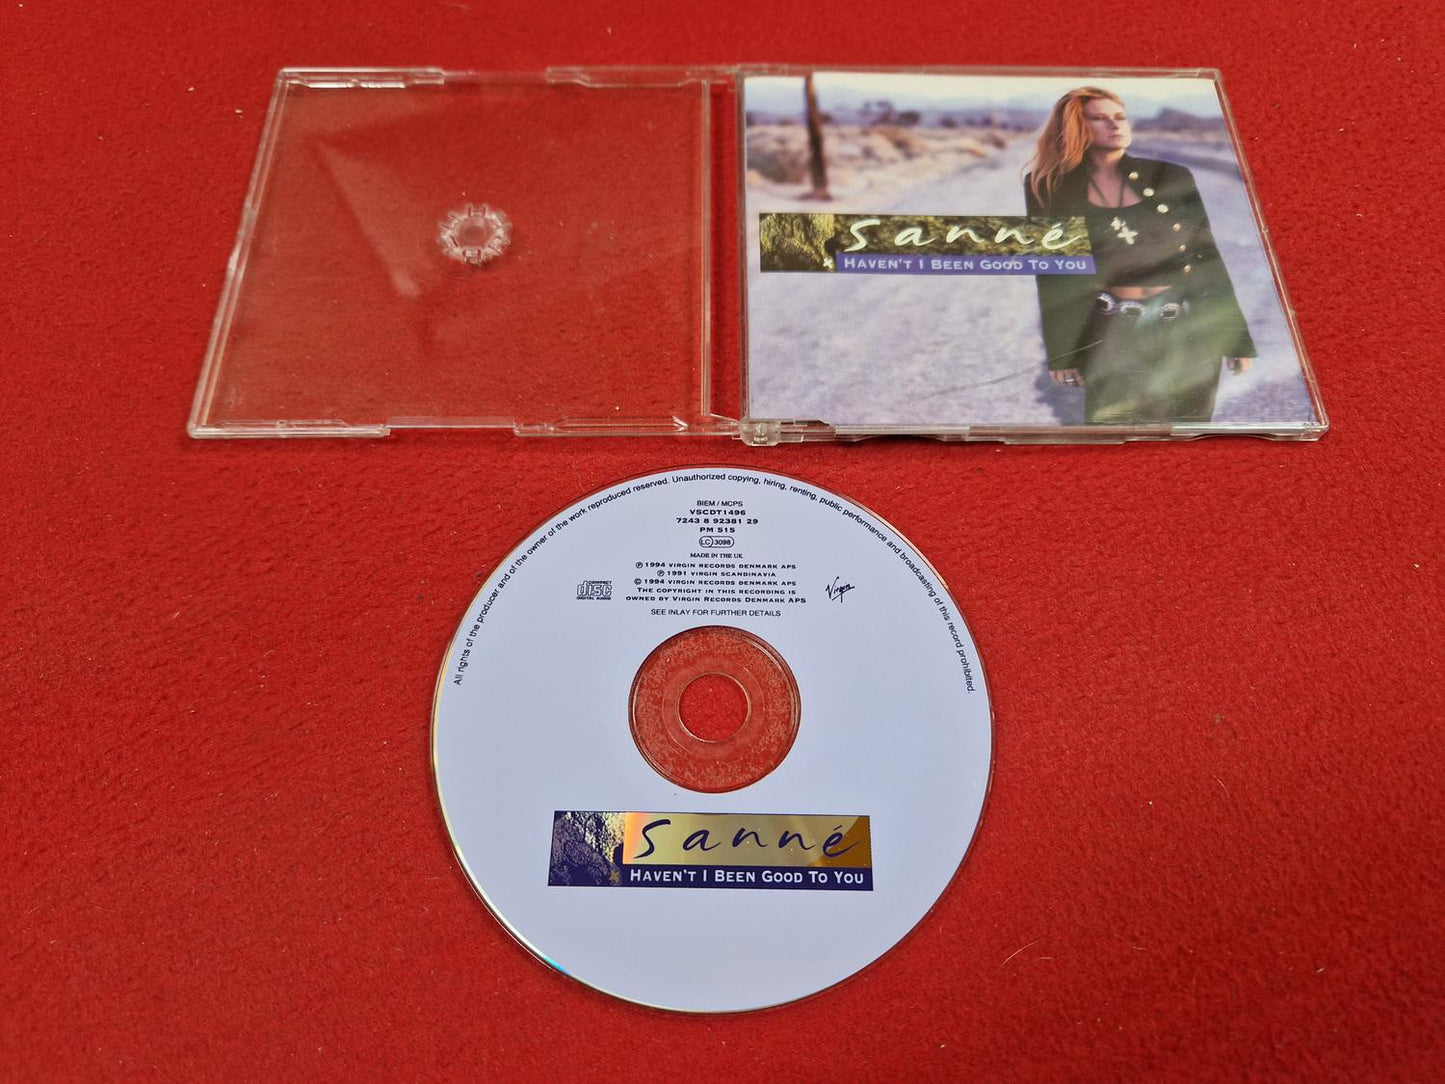 Sanné
HAVEN'T I BEEN GOOD TO YOU
All rights of the producer and of the owner of the work reproduced reserved. Unauthorized copying, hiring, renting, public performance and broadcasting of this record prohibited.
BIEM / MCPS
VSCDT1496
7243 8 92381 29
PM 515
LC 3098
MADE IN THE UK
℗ 1994 VIRGIN RECORDS DENMARK APS
℗ 1991 VIRGIN SCANDINAVIA
© 1994 VIRGIN RECORDS DENMARK APS
THE COPYRIGHT IN THIS RECORDING IS
OWNED BY VIRGIN RECORDS DENMARK APS
SEE INLAY FOR FURTHER DETAILS
COMPACT
disc
DIGITAL AUDIO
Virgin
Sanné
HAVEN'T I BEEN GOOD TO YOU